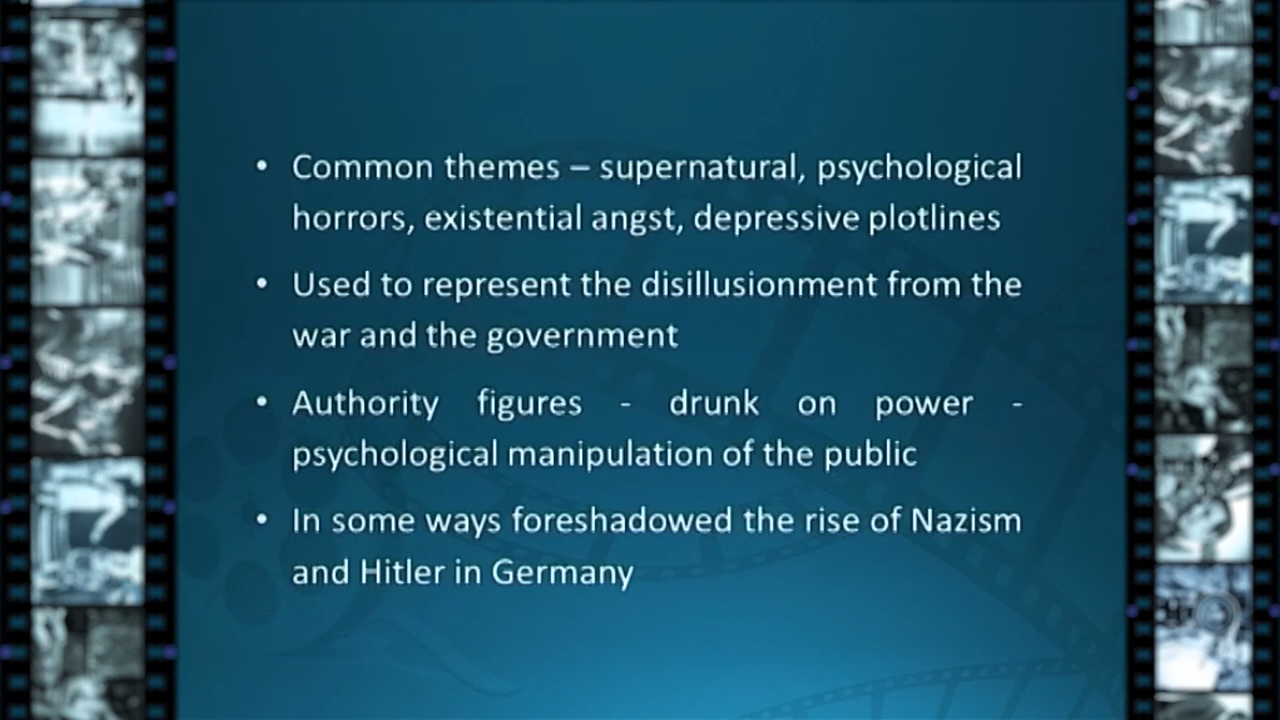 • Common themes – supernatural, psychological
horrors, existential angst, depressive plotlines
• Used to represent the disillusionment from the
war and the government
• Authority figures - drunk on power -
psychological manipulation of the public
• In some ways foreshadowed the rise of Nazism
and Hitler in Germany